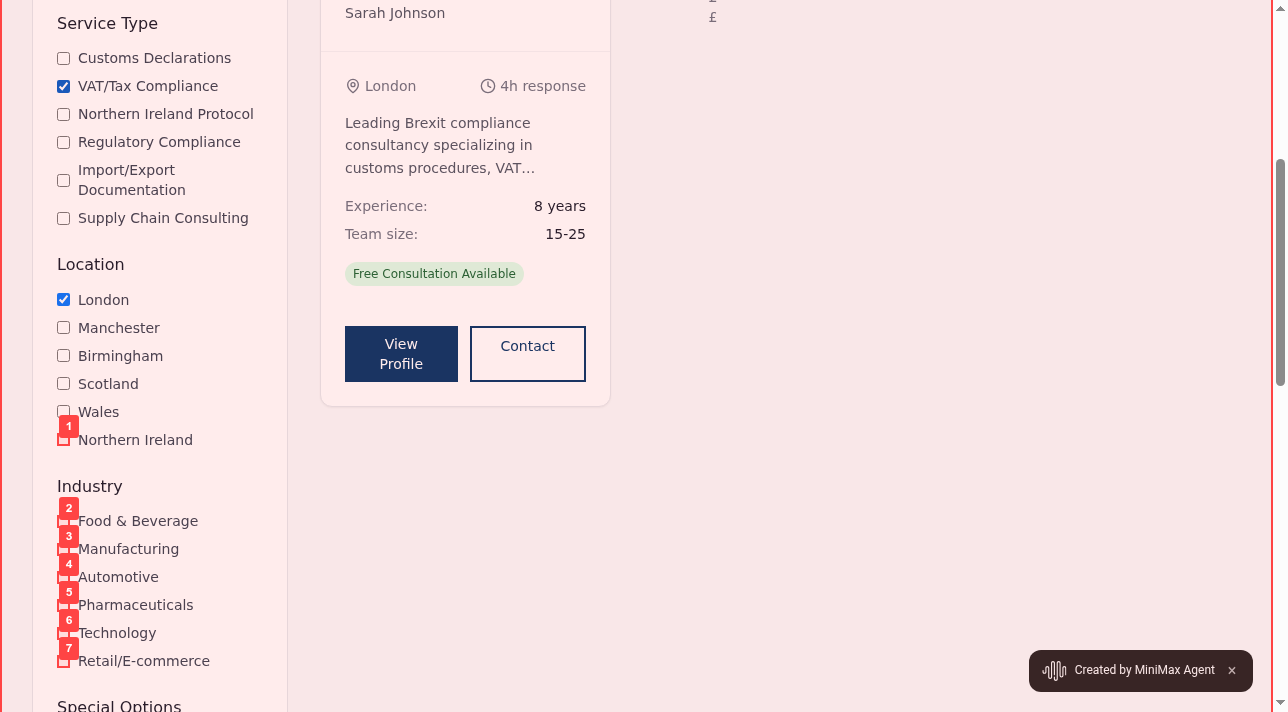 Service Type
Customs Declarations
VAT/Tax Compliance
Northern Ireland Protocol
Regulatory Compliance
Import/Export
Documentation
Supply Chain Consulting
Location
London
Manchester
Birmingham
Scotland
Wales
1
Northern Ireland
Industry
2
Food & Beverage
3
Manufacturing
4
Automotive
5
Pharmaceuticals
6
Technology
7
Retail/E-commerce
Special Options
Sarah Johnson
London
4h response
Leading Brexit compliance
consultancy specializing in
customs procedures, VAT…
Experience: 8 years
Team size: 15-25
Free Consultation Available
View
Profile
Contact
£
Created by MiniMax Agent ×